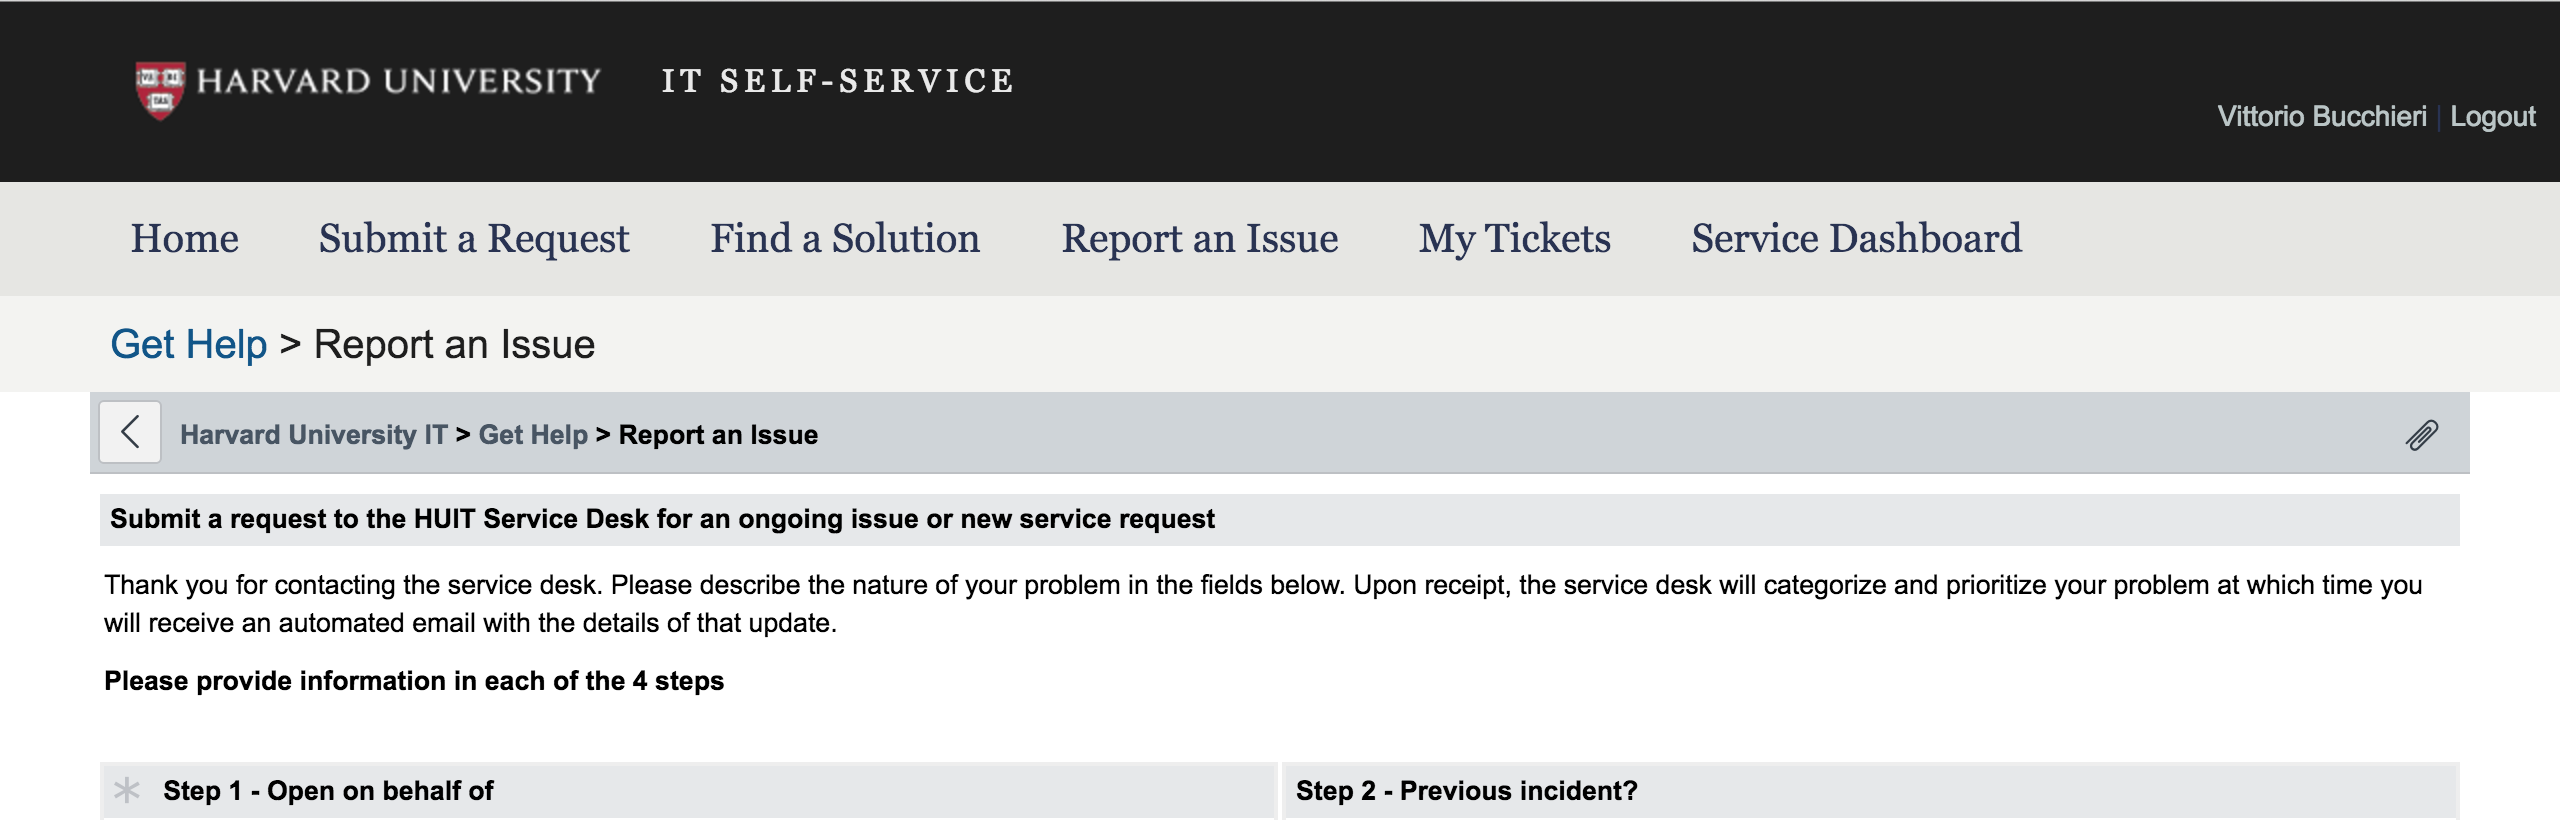 HARVARD UNIVERSITY IT SELF-SERVICE
Vittorio Bucchieri | Logout
Home Submit a Request Find a Solution Report an Issue My Tickets Service Dashboard
Get Help > Report an Issue
Harvard University IT > Get Help > Report an Issue
Submit a request to the HUIT Service Desk for an ongoing issue or new service request
Thank you for contacting the service desk. Please describe the nature of your problem in the fields below. Upon receipt, the service desk will categorize and prioritize your problem at which time you
will receive an automated email with the details of that update.
Please provide information in each of the 4 steps
* Step 1 - Open on behalf of
Step 2 - Previous incident?